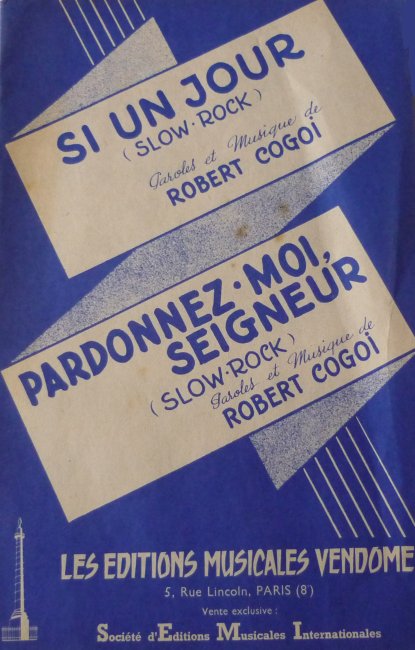 SI UN JOUR
(SLOW·ROCK)
Paroles et Musique de
ROBERT COGOI
PARDONNEZ·MOI,
SEIGNEUR
(SLOW·ROCK)
Paroles et Musique de
ROBERT COGOI
LES EDITIONS MUSICALES VENDOME
5, Rue Lincoln, PARIS (8e)
Vente exclusive :
Société d'Editions Musicales Internationales